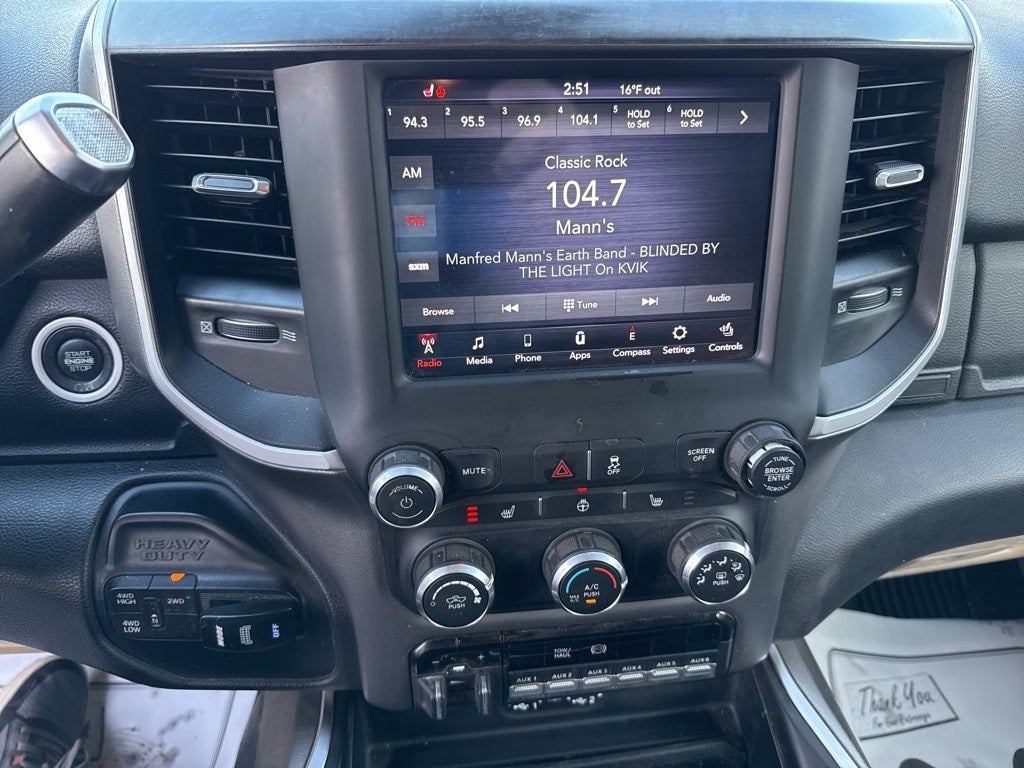 2:51 16°F out
1 94.3 2 95.5 3 96.9 4 104.1 5 HOLD to Set 6 HOLD to Set
AM
FM
sxm
Classic Rock
104.7
Mann's
Manfred Mann's Earth Band - BLINDED BY
THE LIGHT On KVIK
Browse Tune Audio
Radio Media Phone Apps E Compass Settings Controls
START
ENGINE
STOP
VOLUME
MUTE
OFF
SCREEN
OFF
TUNE
BROWSE
ENTER
SCROLL
PUSH
MAX
A/C
A/C
PUSH
PUSH
HEAVY
DUTY
4WD
HIGH
2WD
4WD
LOW
N
MODE
OFF
TOW/
HAUL
AUX 1 AUX 2 AUX 3 AUX 4 AUX 5 AUX 6
Thank You